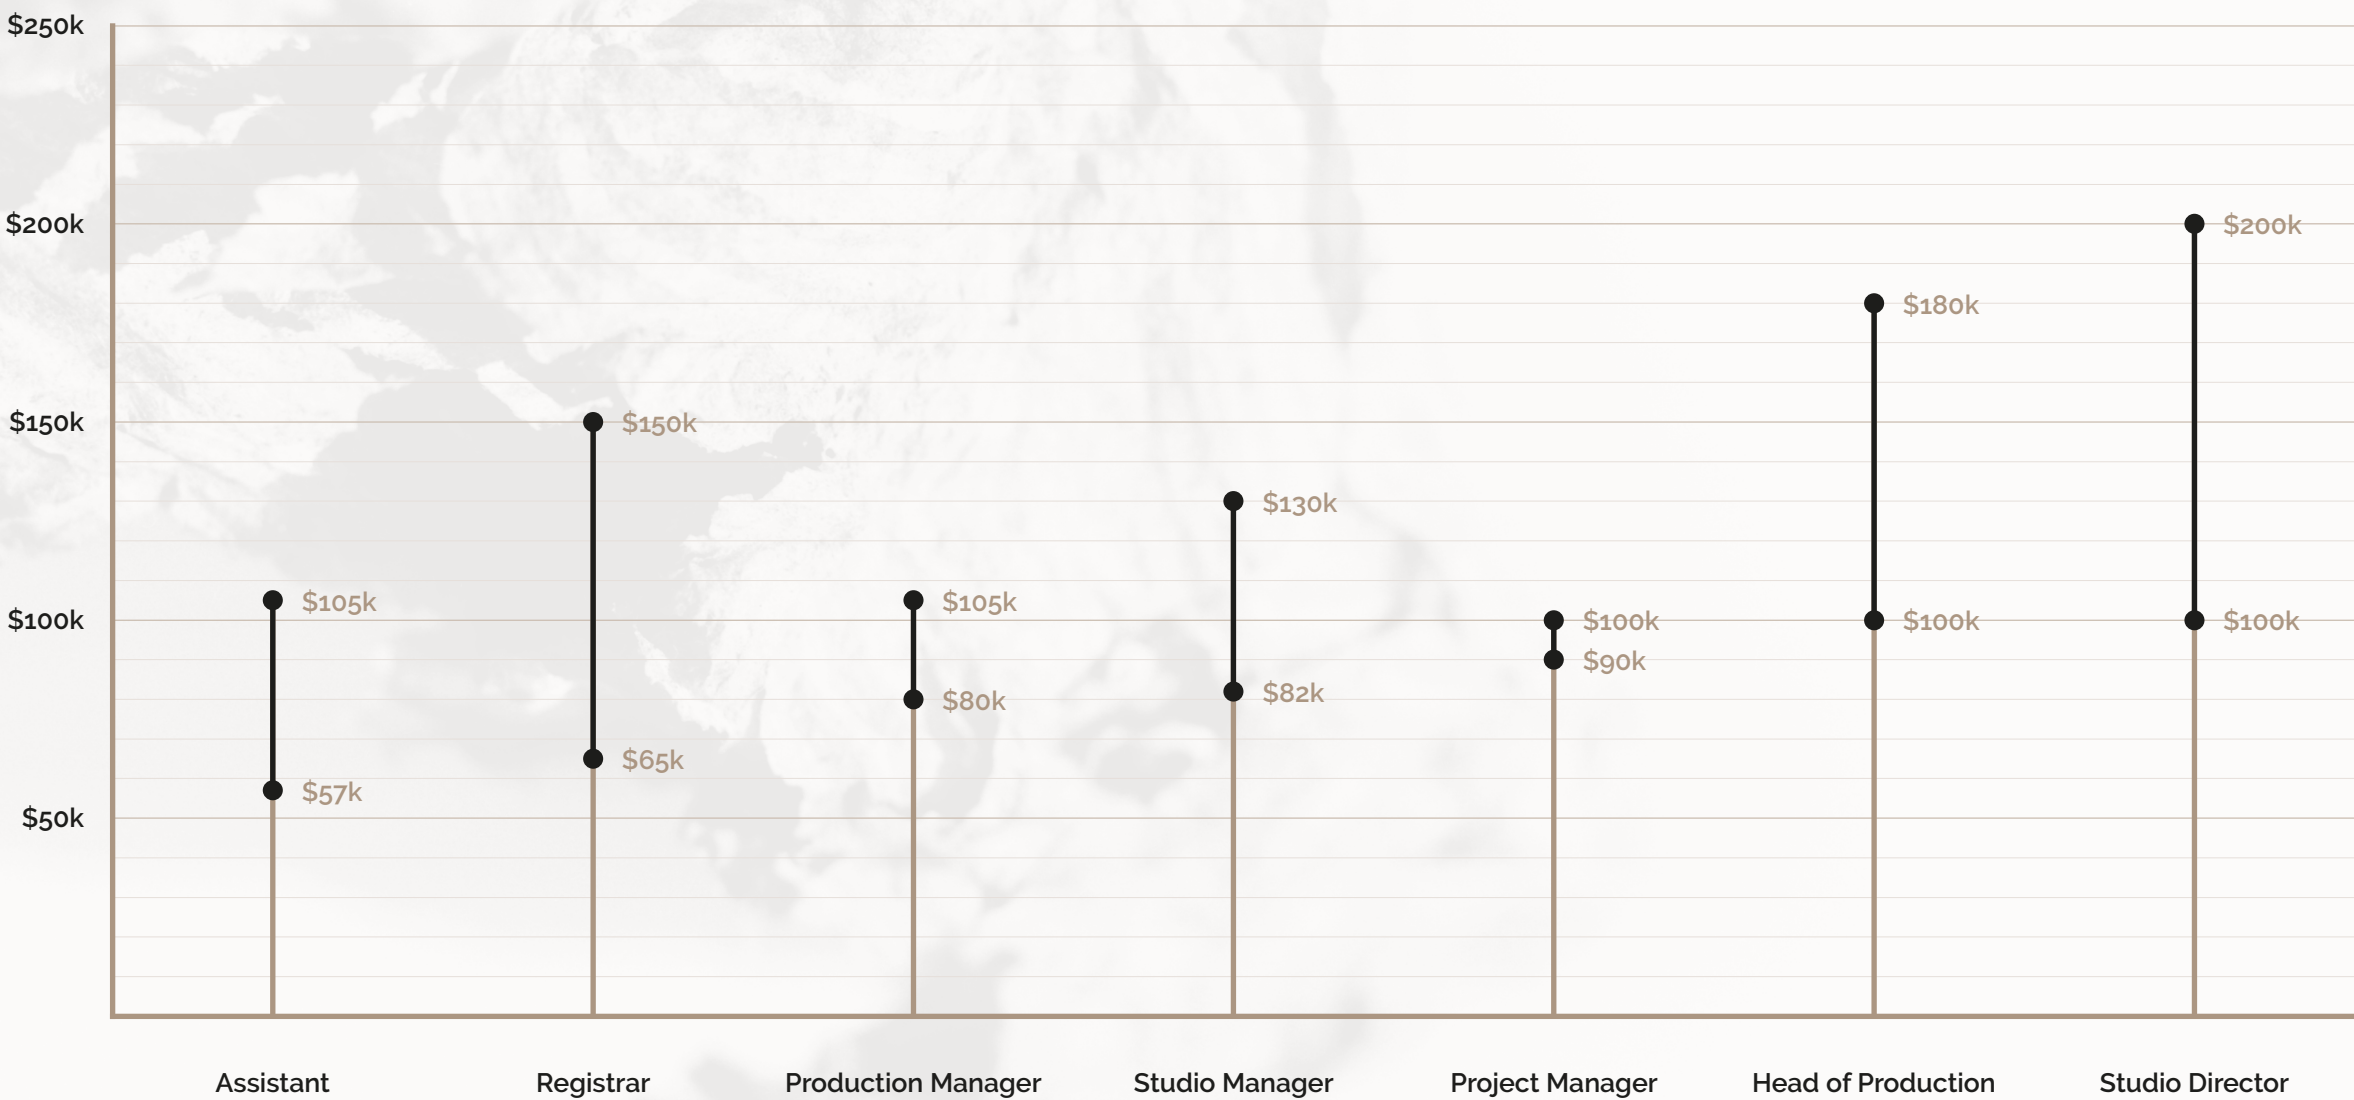 $250k
$200k
$150k
$100k
$50k
$105k
$57k
$150k
$65k
$105k
$80k
$130k
$82k
$100k
$90k
$180k
$100k
$200k
$100k
Assistant
Registrar
Production Manager
Studio Manager
Project Manager
Head of Production
Studio Director